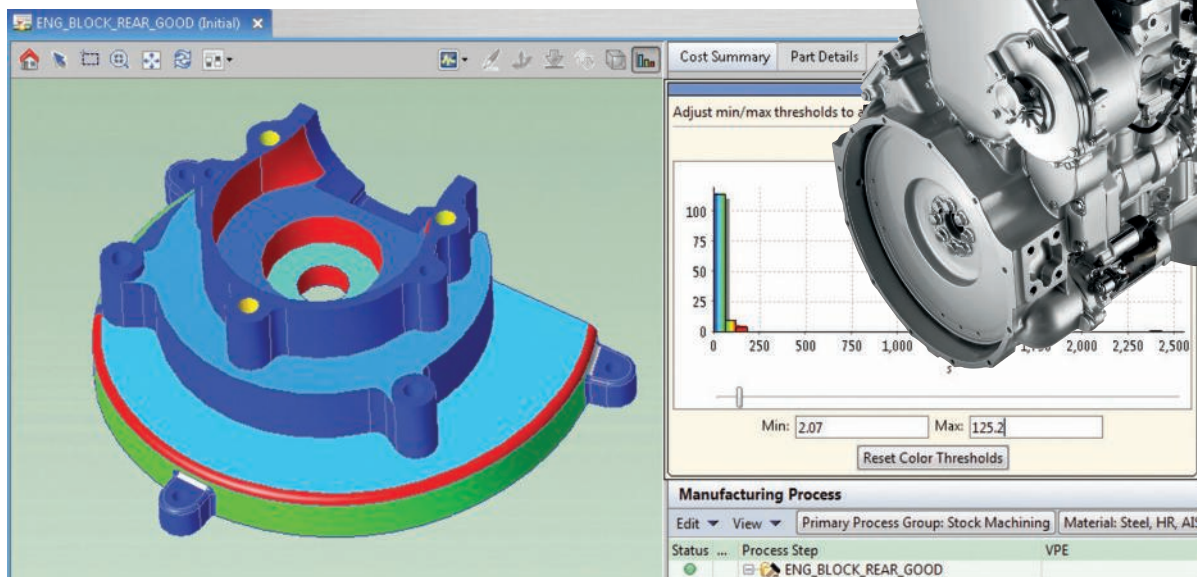 ENG_BLOCK_REAR_GOOD (Initial)
Cost Summary
Part Details
Adjust min/max thresholds to
100
75
50
25
0
0 250 500 750 1,000 1,750 2,000 2,250 2,500
s
Min: 2.07 Max: 125.2
Reset Color Thresholds
Manufacturing Process
Edit View Primary Process Group: Stock Machining Material: Steel, HR,
Status ... Process Step VPE
ENG_BLOCK_REAR_GOOD